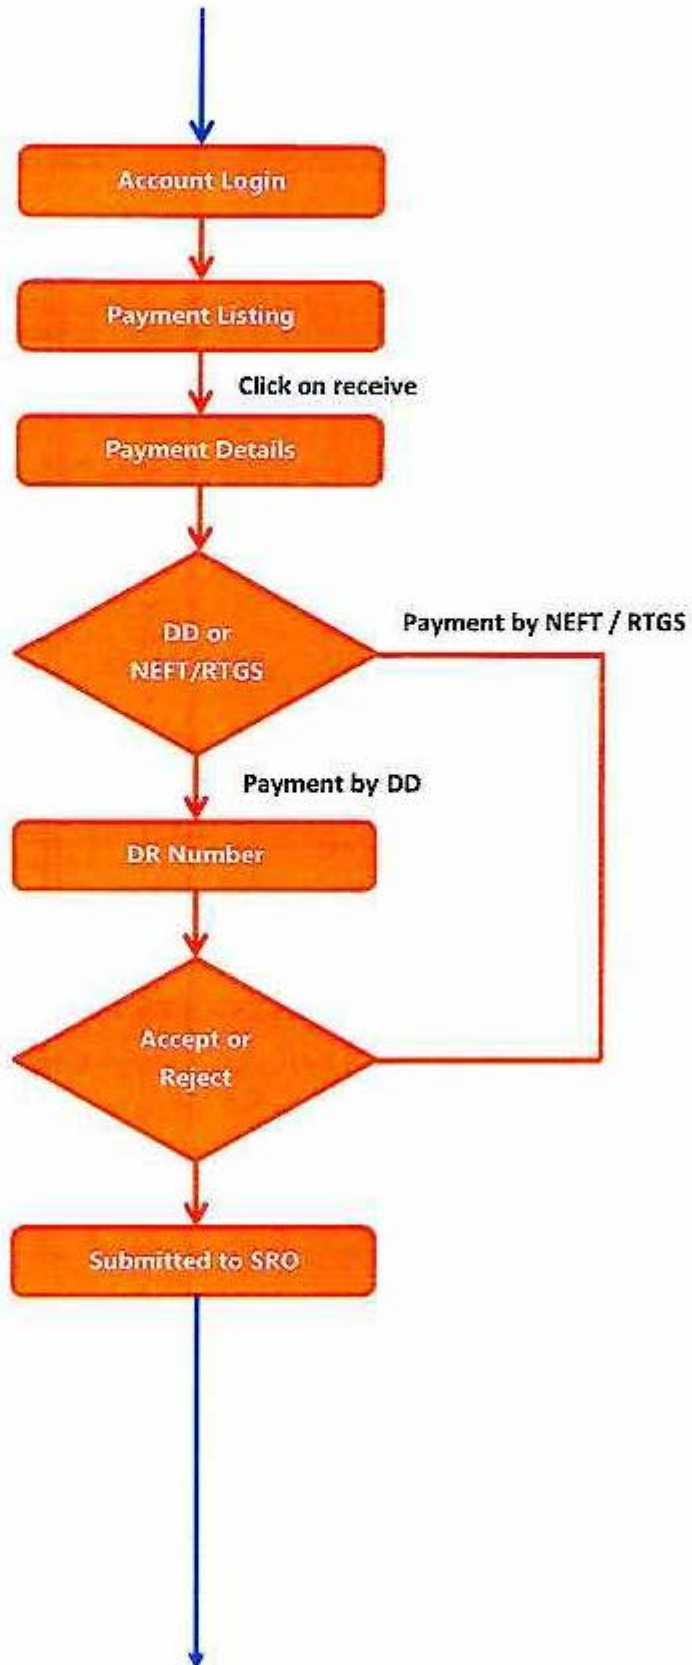 Account Login
Payment Listing
Click on receive
Payment Details
DD or
NEFT/RTGS
Payment by NEFT / RTGS
Payment by DD
DR Number
Accept or
Reject
Submitted to SRO